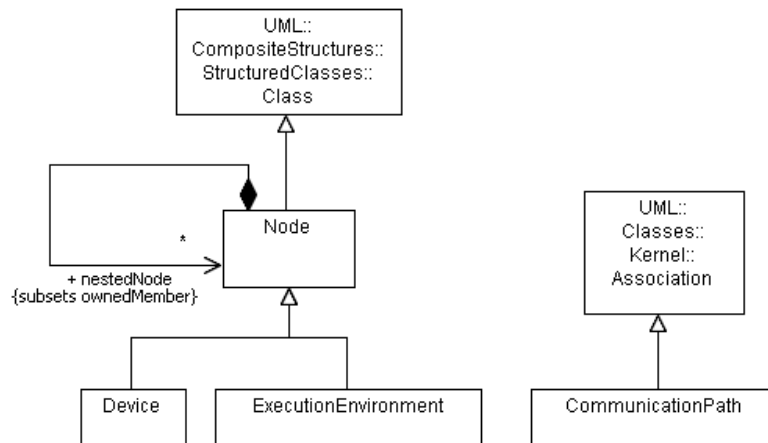 UML::
CompositeStructures::
StructuredClasses::
Class
Node
*
+ nestedNode
{subsets ownedMember}
UML::
Classes::
Kernel::
Association
Device
ExecutionEnvironment
CommunicationPath